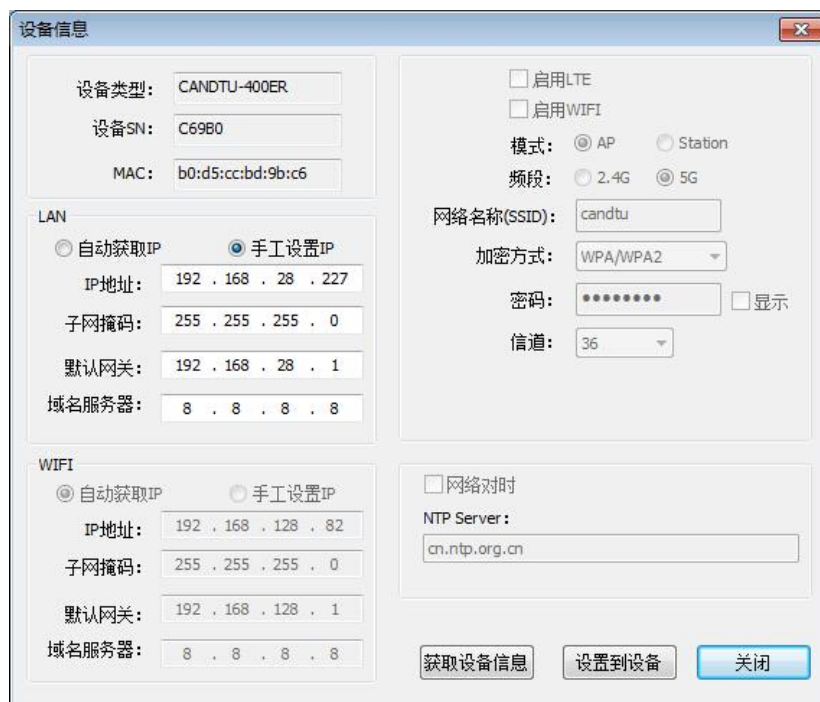 设备信息
设备类型： CANDTU-400ER
设备SN： C69B0
MAC： b0:d5:cc:bd:9b:c6
LAN
自动获取IP 手工设置IP
IP地址： 192 . 168 . 28 . 227
子网掩码： 255 . 255 . 255 . 0
默认网关： 192 . 168 . 28 . 1
域名服务器： 8 . 8 . 8 . 8
WIFI
自动获取IP 手工设置IP
IP地址： 192 . 168 . 128 . 82
子网掩码： 255 . 255 . 255 . 0
默认网关： 192 . 168 . 128 . 1
域名服务器： 8 . 8 . 8 . 8
启用LTE
启用WIFI
模式： AP Station
频段： 2.4G 5G
网络名称(SSID)： candtu
加密方式： WPA/WPA2
密码： ●●●●●●●● 显示
信道： 36
网络对时
NTP Server：
cn.ntp.org.cn
获取设备信息 设置到设备 关闭